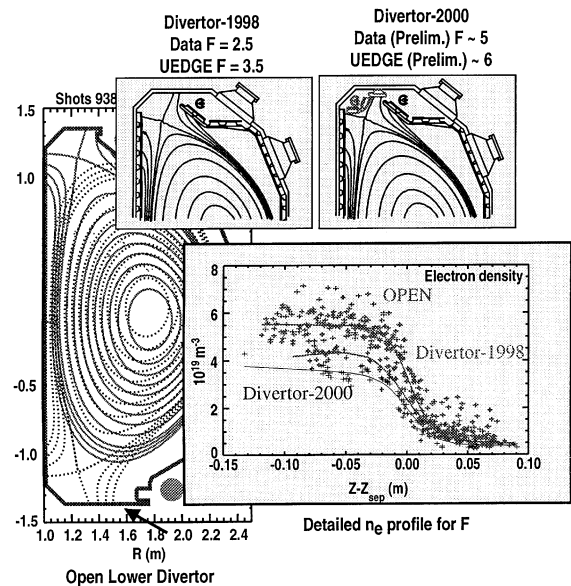 Divertor-1998
Data F = 2.5
UEDGE F = 3.5
Divertor-2000
Data (Prelim.) F ~ 5
UEDGE (Prelim.) ~ 6
Shots 938
1.5
1.0
-0.5
-1.0
-1.5
1.0 1.2 1.4 1.6 1.8 2.0 2.2 2.4
R (m)
Open Lower Divertor
Electron density
OPEN
Divertor-1998
Divertor-2000
8
6
4
2
0
10¹⁹ m⁻³
-0.15 -0.10 -0.05 0.00 0.05 0.10
Z-Zsep (m)
Detailed ne profile for F